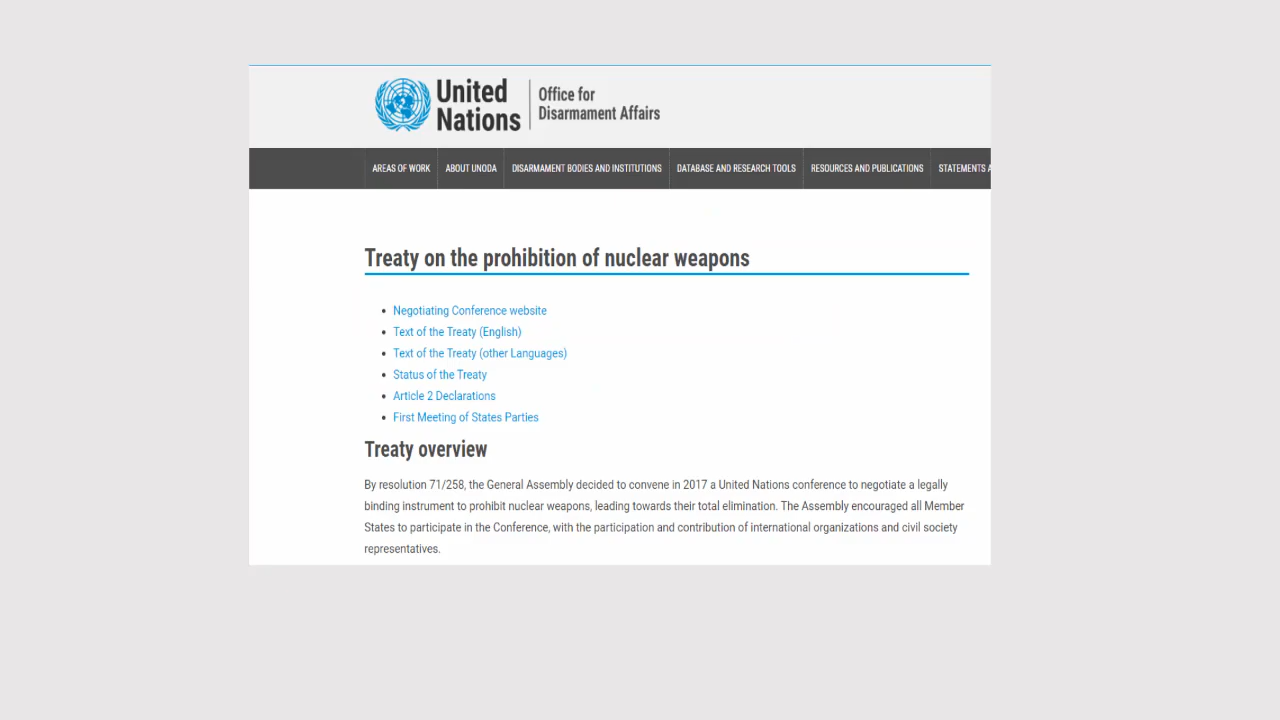 United
Nations
Office for
Disarmament Affairs
AREAS OF WORK ABOUT UNODA DISARMAMENT BODIES AND INSTITUTIONS DATABASE AND RESEARCH TOOLS RESOURCES AND PUBLICATIONS STATEMENTS A
Treaty on the prohibition of nuclear weapons
• Negotiating Conference website
• Text of the Treaty (English)
• Text of the Treaty (other Languages)
• Status of the Treaty
• Article 2 Declarations
• First Meeting of States Parties
Treaty overview
By resolution 71/258, the General Assembly decided to convene in 2017 a United Nations conference to negotiate a legally
binding instrument to prohibit nuclear weapons, leading towards their total elimination. The Assembly encouraged all Member
States to participate in the Conference, with the participation and contribution of international organizations and civil society
representatives.